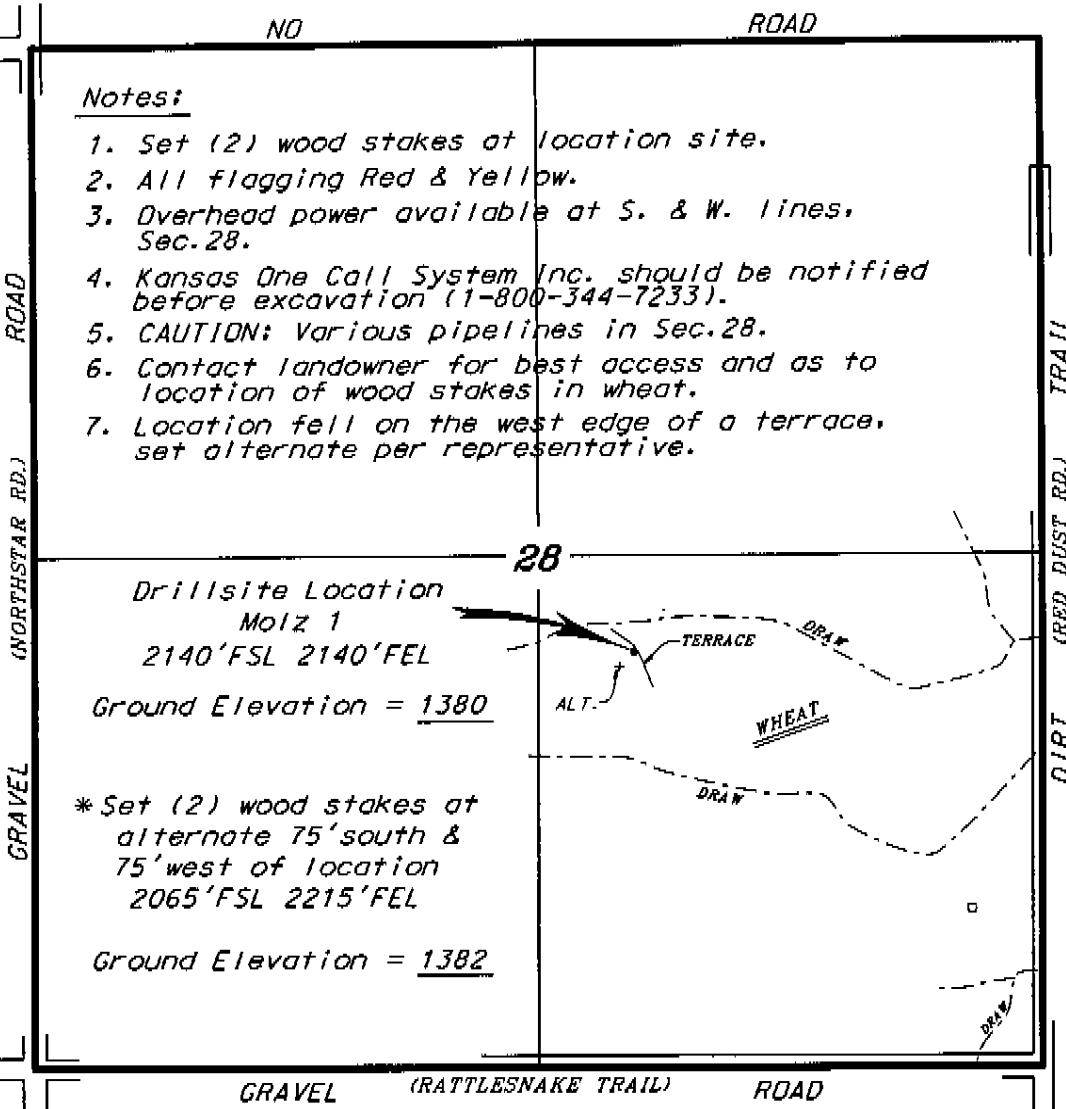 NO ROAD
Notes:
1. Set (2) wood stakes at location site.
2. All flagging Red & Yellow.
3. Overhead power available at S. & W. lines,
Sec.28.
4. Kansas One Call System Inc. should be notified
before excavation (1-800-344-7233).
5. CAUTION: Various pipelines in Sec.28.
6. Contact landowner for best access and as to
location of wood stakes in wheat.
7. Location fell on the west edge of a terrace,
set alternate per representative.
GRAVEL (NORTHSTAR RD.) ROAD
DIRT (RED DUST RD.) TRAIL
28
Drillsite Location
Molz 1
2140'FSL 2140'FEL
Ground Elevation = 1380
DRAW
TERRACE
ALT.
WHEAT
DRAW
*Set (2) wood stakes at
alternate 75'south &
75'west of location
2065'FSL 2215'FEL
Ground Elevation = 1382
DRAW
GRAVEL (RATTLESNAKE TRAIL) ROAD